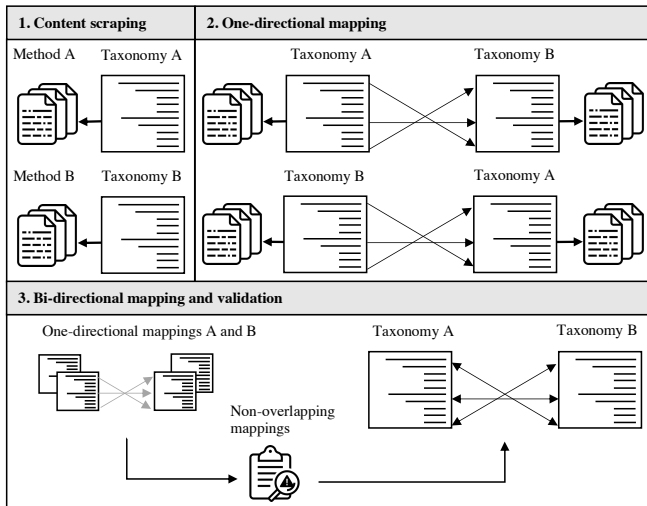 1. Content scraping
2. One-directional mapping
Method A
Taxonomy A
Taxonomy A
Taxonomy B
Method B
Taxonomy B
Taxonomy B
Taxonomy A
3. Bi-directional mapping and validation
One-directional mappings A and B
Taxonomy A
Taxonomy B
Non-overlapping
mappings